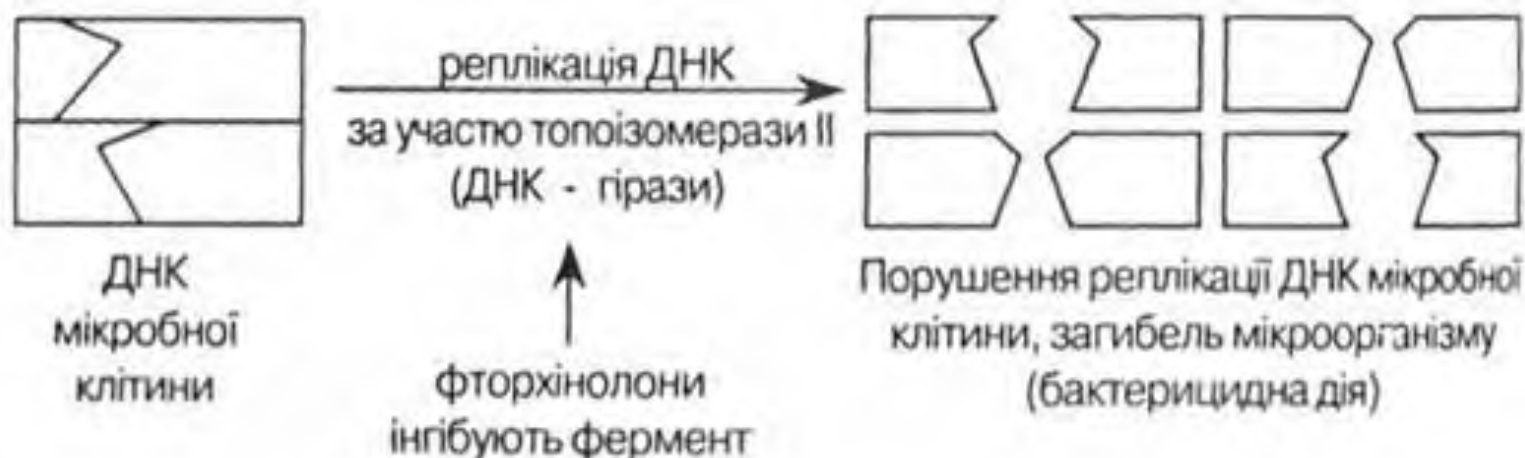 реплікація ДНК
за участю топоізомерази II
(ДНК - гірази)
ДНК
мікробної
клітини
фторхінолони
інгібують фермент
Порушення реплікації ДНК мікробної
клітини, загибель мікроорганізму
(бактерицидна дія)